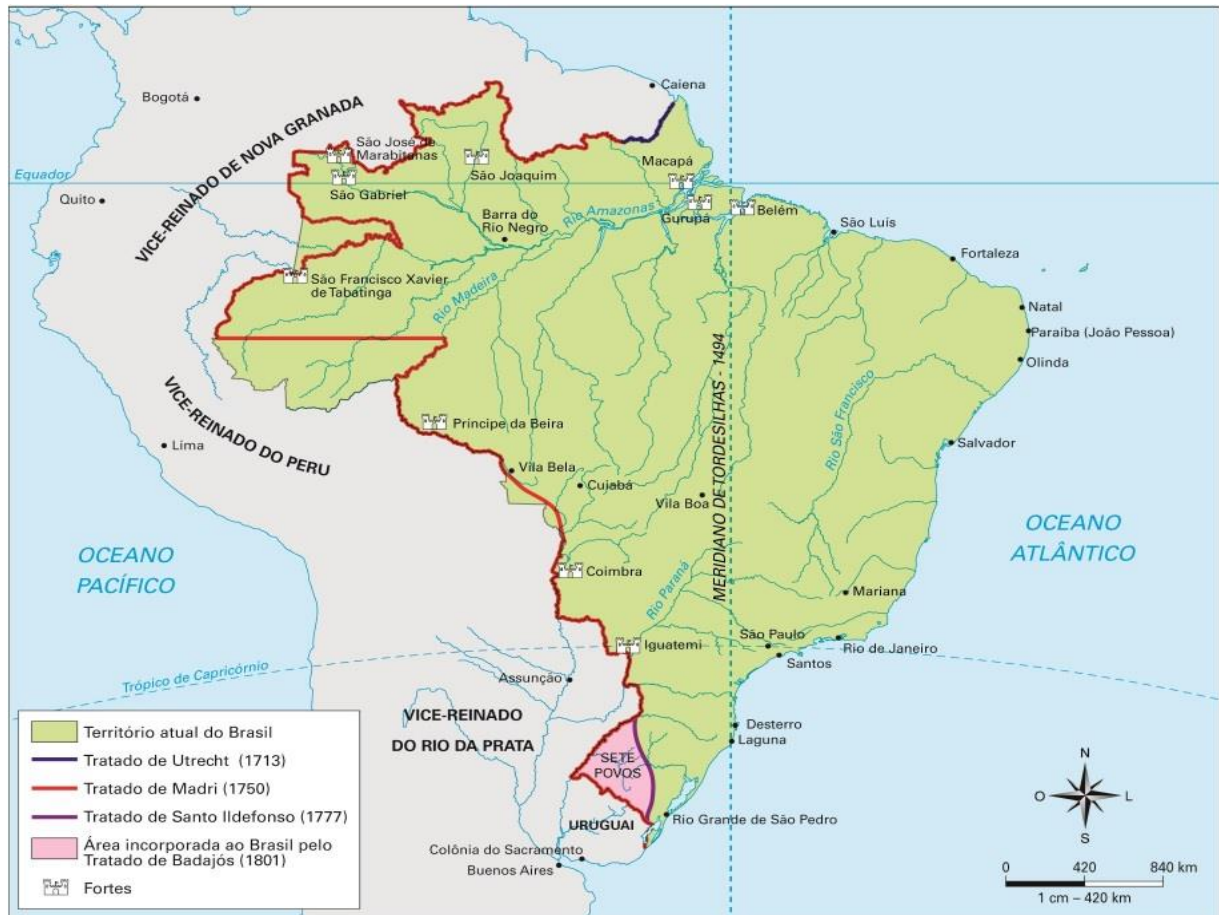 Caiena
Bogotá
VICE-REINADO DE NOVA GRANADA
São José de
Marabitanas
São Joaquim
Macapá
Equador
São Gabriel
Quito
Barra do
Rio Negro
Rio Amazonas
Gurupá
Belém
São Luís
Fortaleza
São Francisco Xavier
de Tabatinga
Rio Madeira
Natal
Paraíba (João Pessoa)
Olinda
MERIDIANO DE TORDESILHAS - 1494
Rio São Francisco
VICE-REINADO DO PERU
Príncipe da Beira
Lima
Salvador
Vila Bela
Cuiabá
Vila Boa
OCEANO
PACÍFICO
OCEANO
ATLÂNTICO
Coimbra
Rio Paraná
Mariana
Iguatemi
São Paulo
Rio de Janeiro
Santos
Trópico de Capricórnio
Assunção
VICE-REINADO
DO RIO DA PRATA
Desterro
Laguna
SETE
POVOS
Rio Grande de São Pedro
URUGUAI
Colônia do Sacramento
Buenos Aires
Território atual do Brasil
Tratado de Utrecht (1713)
Tratado de Madri (1750)
Tratado de Santo Ildefonso (1777)
Área incorporada ao Brasil pelo
Tratado de Badajós (1801)
Fortes
N
O
L
S
0 420 840 km
1 cm – 420 km